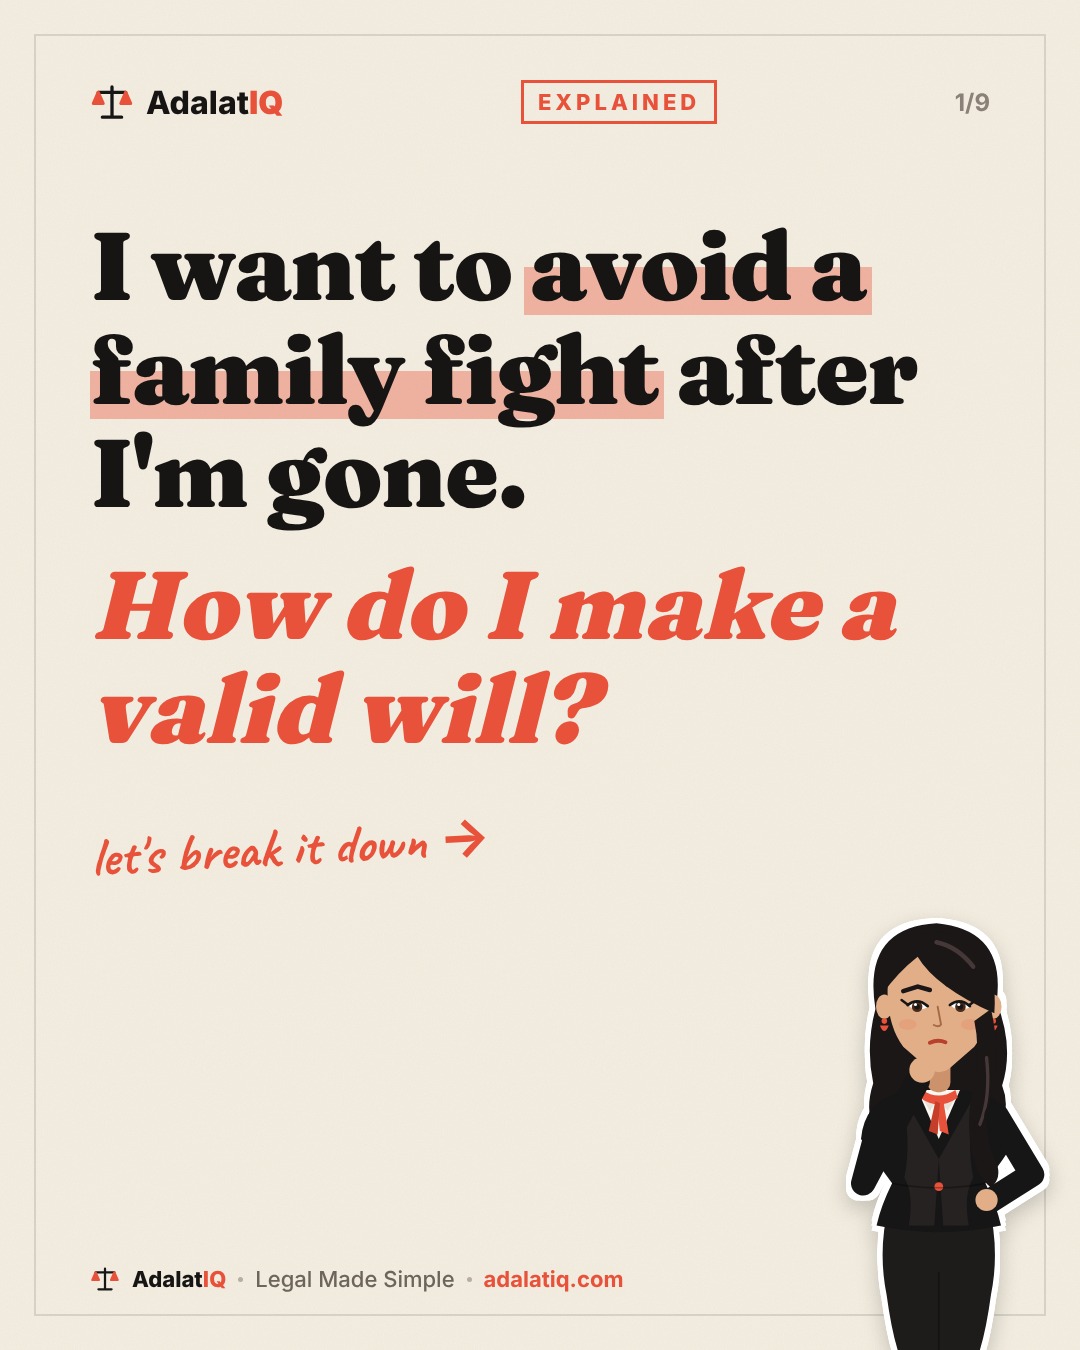 AdalatIQ
EXPLAINED
1/9
I want to avoid a
family fight after
I'm gone.
How do I make a
valid will?
let's break it down →
AdalatIQ • Legal Made Simple • adalatiq.com